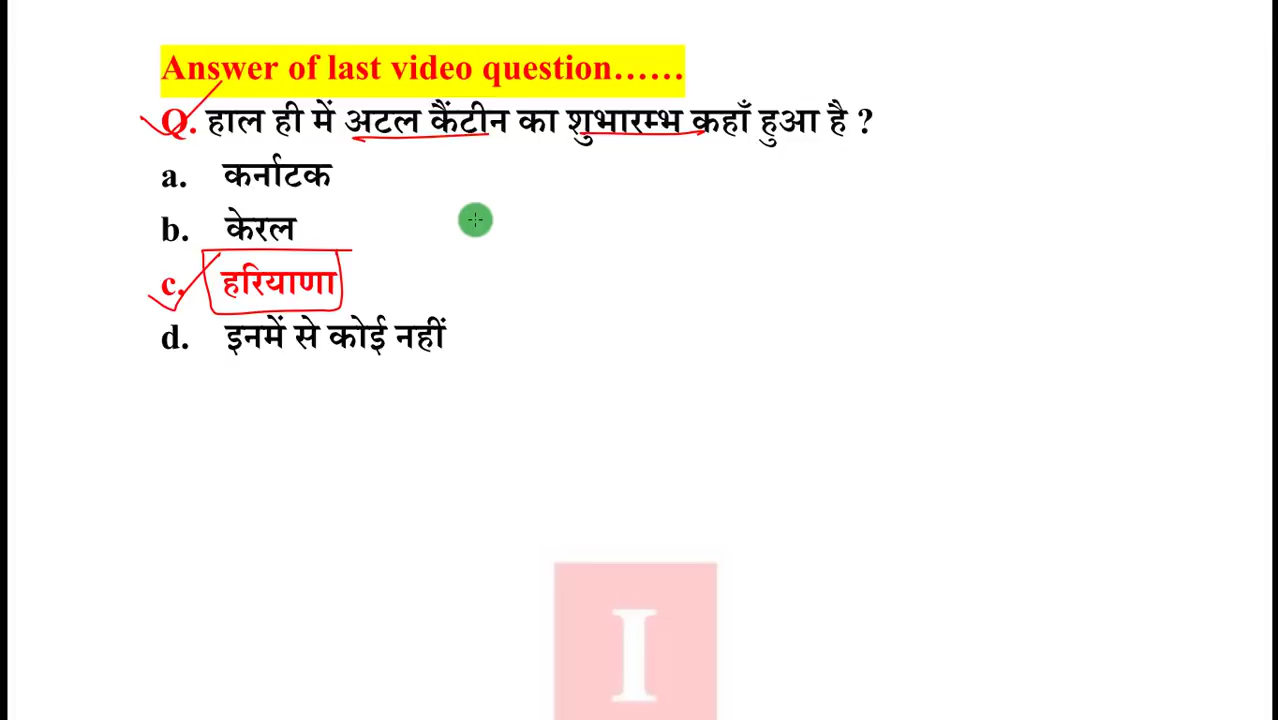 Answer of last video question……
Q. हाल ही में अटल कैंटीन का शुभारम्भ कहाँ हुआ है ?
a. कर्नाटक
b. केरल
c. हरियाणा
d. इनमें से कोई नहीं
I